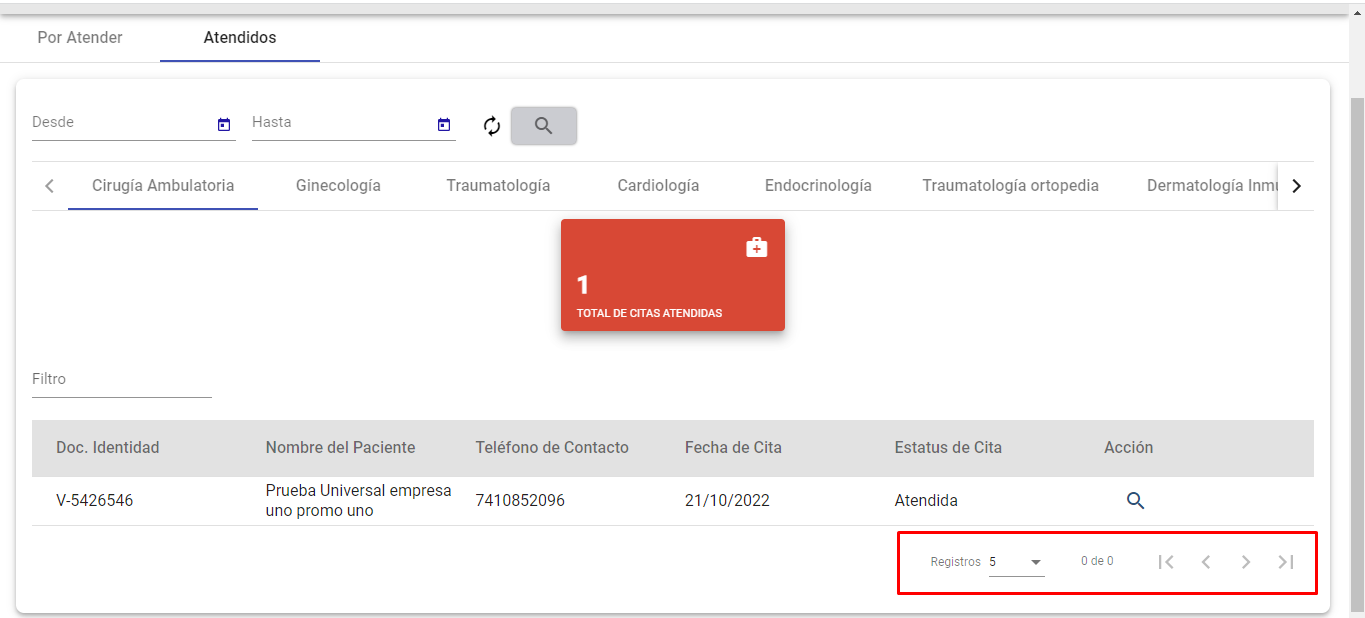 Por Atender
Atendidos
Desde
Hasta
Cirugía Ambulatoria
Ginecología
Traumatología
Cardiología
Endocrinología
Traumatología ortopedia
Dermatología
1
TOTAL DE CITAS ATENDIDAS
Filtro
Doc. Identidad
Nombre del Paciente
Teléfono de Contacto
Fecha de Cita
Estatus de Cita
Acción
V-5426546
Prueba Universal empresa
uno promo uno
7410852096
21/10/2022
Atendida
Registros 5
0 de 0